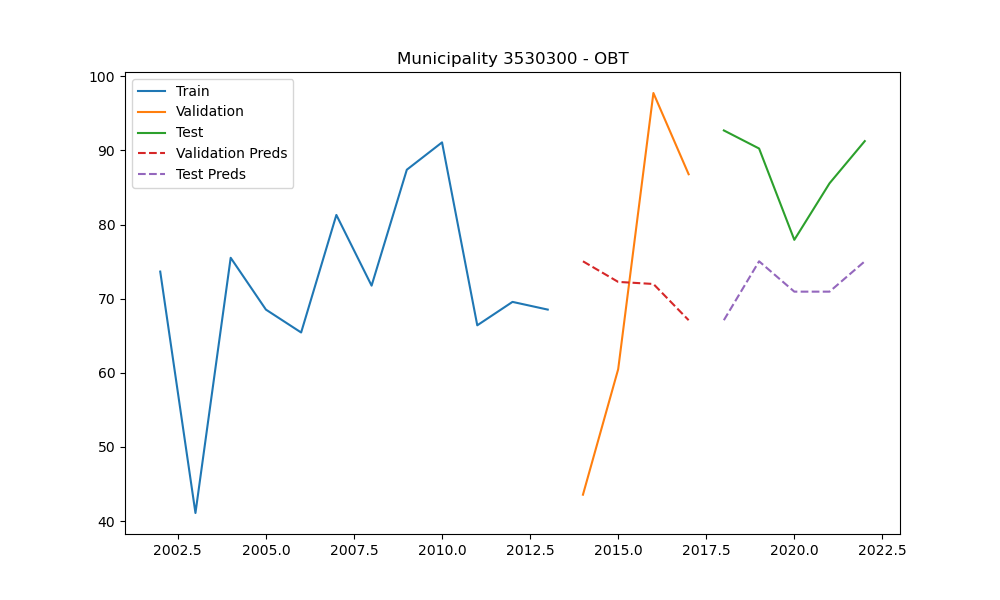 Municipality 3530300 - OBT
Train
Validation
Test
Validation Preds
Test Preds
100
90
80
70
60
50
40
2002.5 2005.0 2007.5 2010.0 2012.5 2015.0 2017.5 2020.0 2022.5